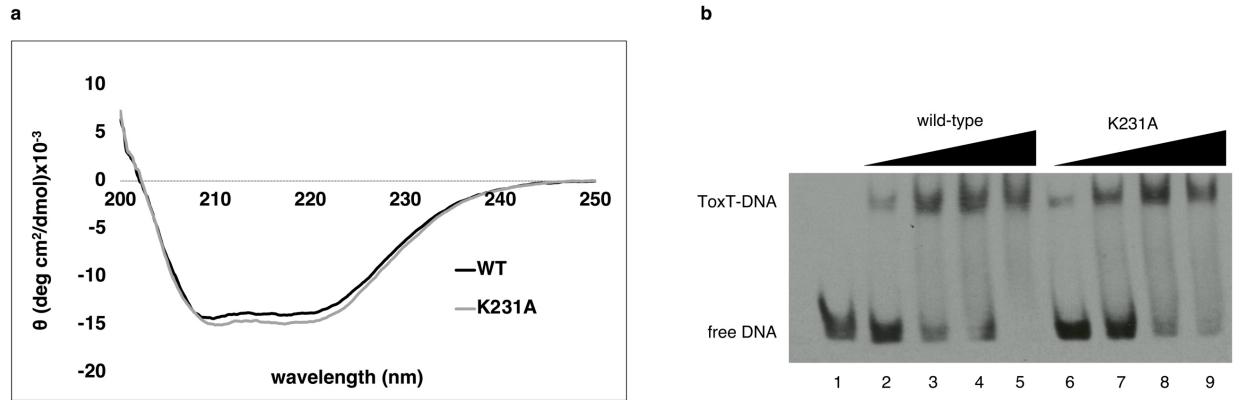 a
b
10
5
0
-5
-10
-15
-20
200 210 220 230 240 250
θ (deg cm²/dmol)x10⁻³
wavelength (nm)
WT
K231A
wild-type
K231A
ToxT-DNA
free DNA
1 2 3 4 5 6 7 8 9